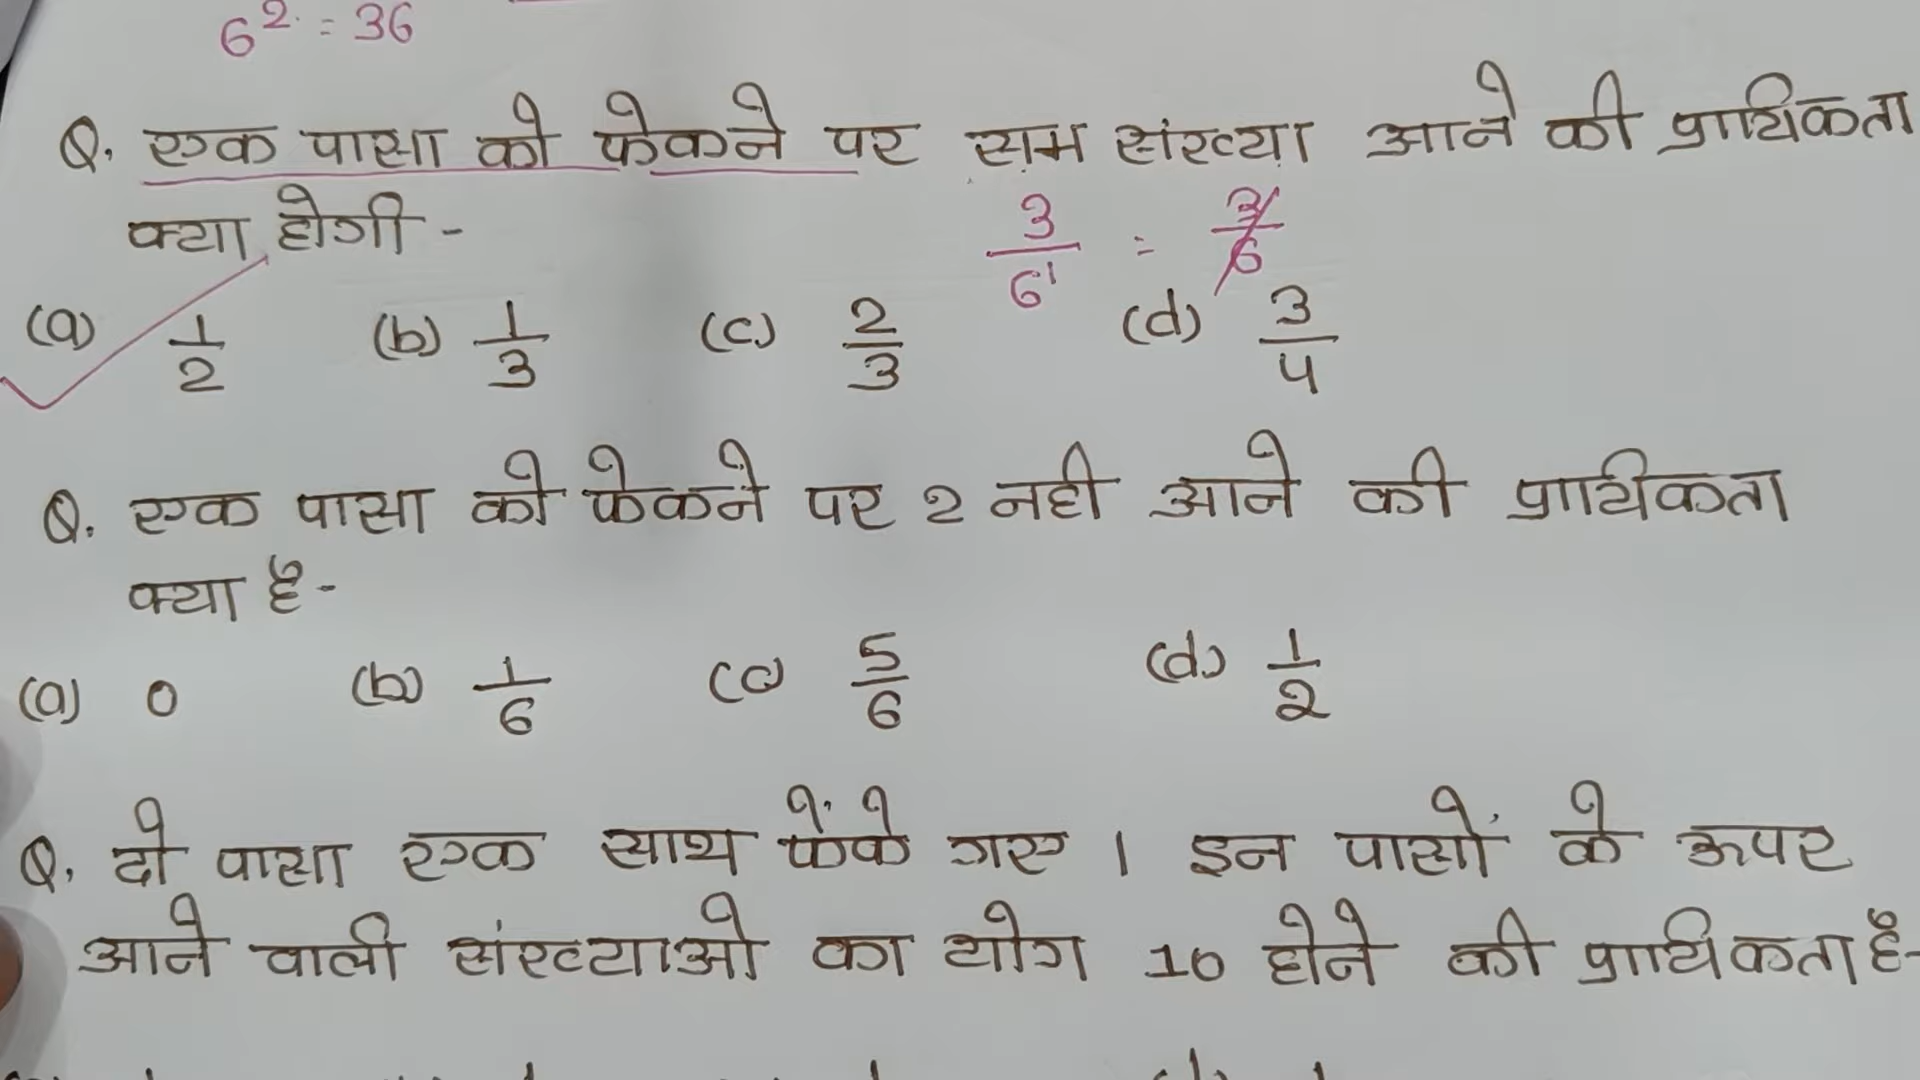 6² = 36
Q. एक पासा को फेकने पर सम संख्या आने की प्रायिकता
क्या होगी -
3/6¹ = 3/6
(a) 1/2 (b) 1/3 (c) 2/3 (d) 3/4
Q. एक पासा को फेकने पर 2 नही आने की प्रायिकता
क्या है -
(a) 0 (b) 1/6 (c) 5/6 (d) 1/2
Q. दो पासा एक साथ फेंके गए । इन पासों के ऊपर
आने वाली संख्याओ का योग 10 होने की प्रायिकता है -